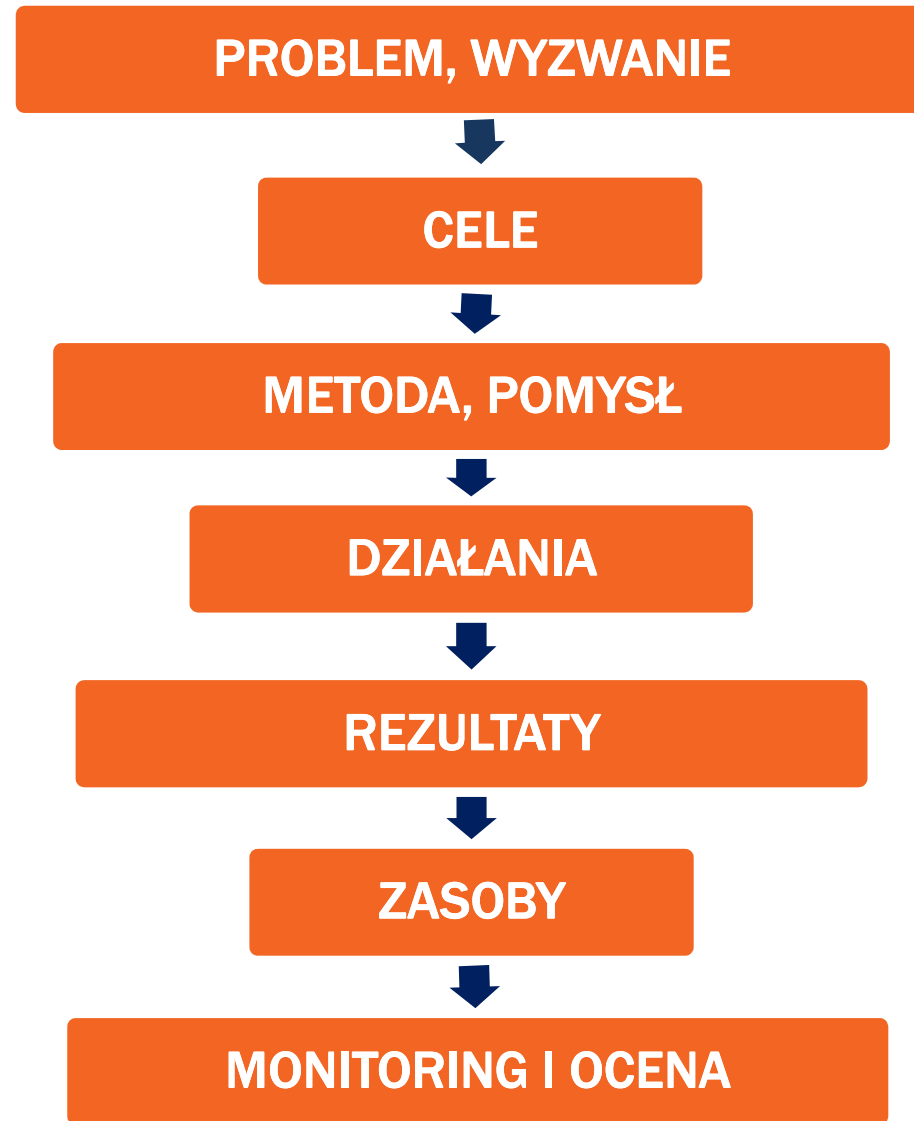 PROBLEM, WYZWANIE
CELE
METODA, POMYSŁ
DZIAŁANIA
REZULTATY
ZASOBY
MONITORING I OCENA